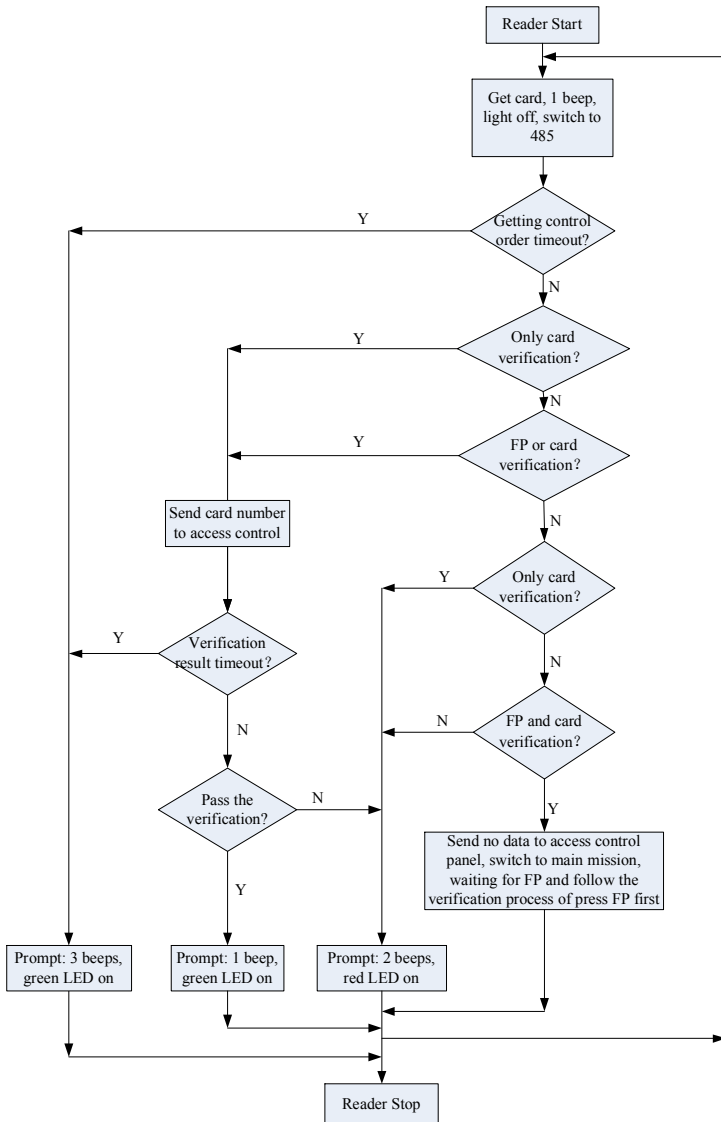 Reader Start
Get card, 1 beep,
light off, switch to
485
Y
Getting control
order timeout?
N
Y
Only card
verification?
N
Y
FP or card
verification?
N
Send card number
to access control
Y
Only card
verification?
Y
Verification
result timeout?
N
N
N
FP and card
verification?
Pass the
verification?
N
Y
Send no data to access control
panel, switch to main mission,
waiting for FP and follow the
verification process of press FP first
Y
Prompt: 3 beeps,
green LED on
Prompt: 1 beep,
green LED on
Prompt: 2 beeps,
red LED on
Reader Stop